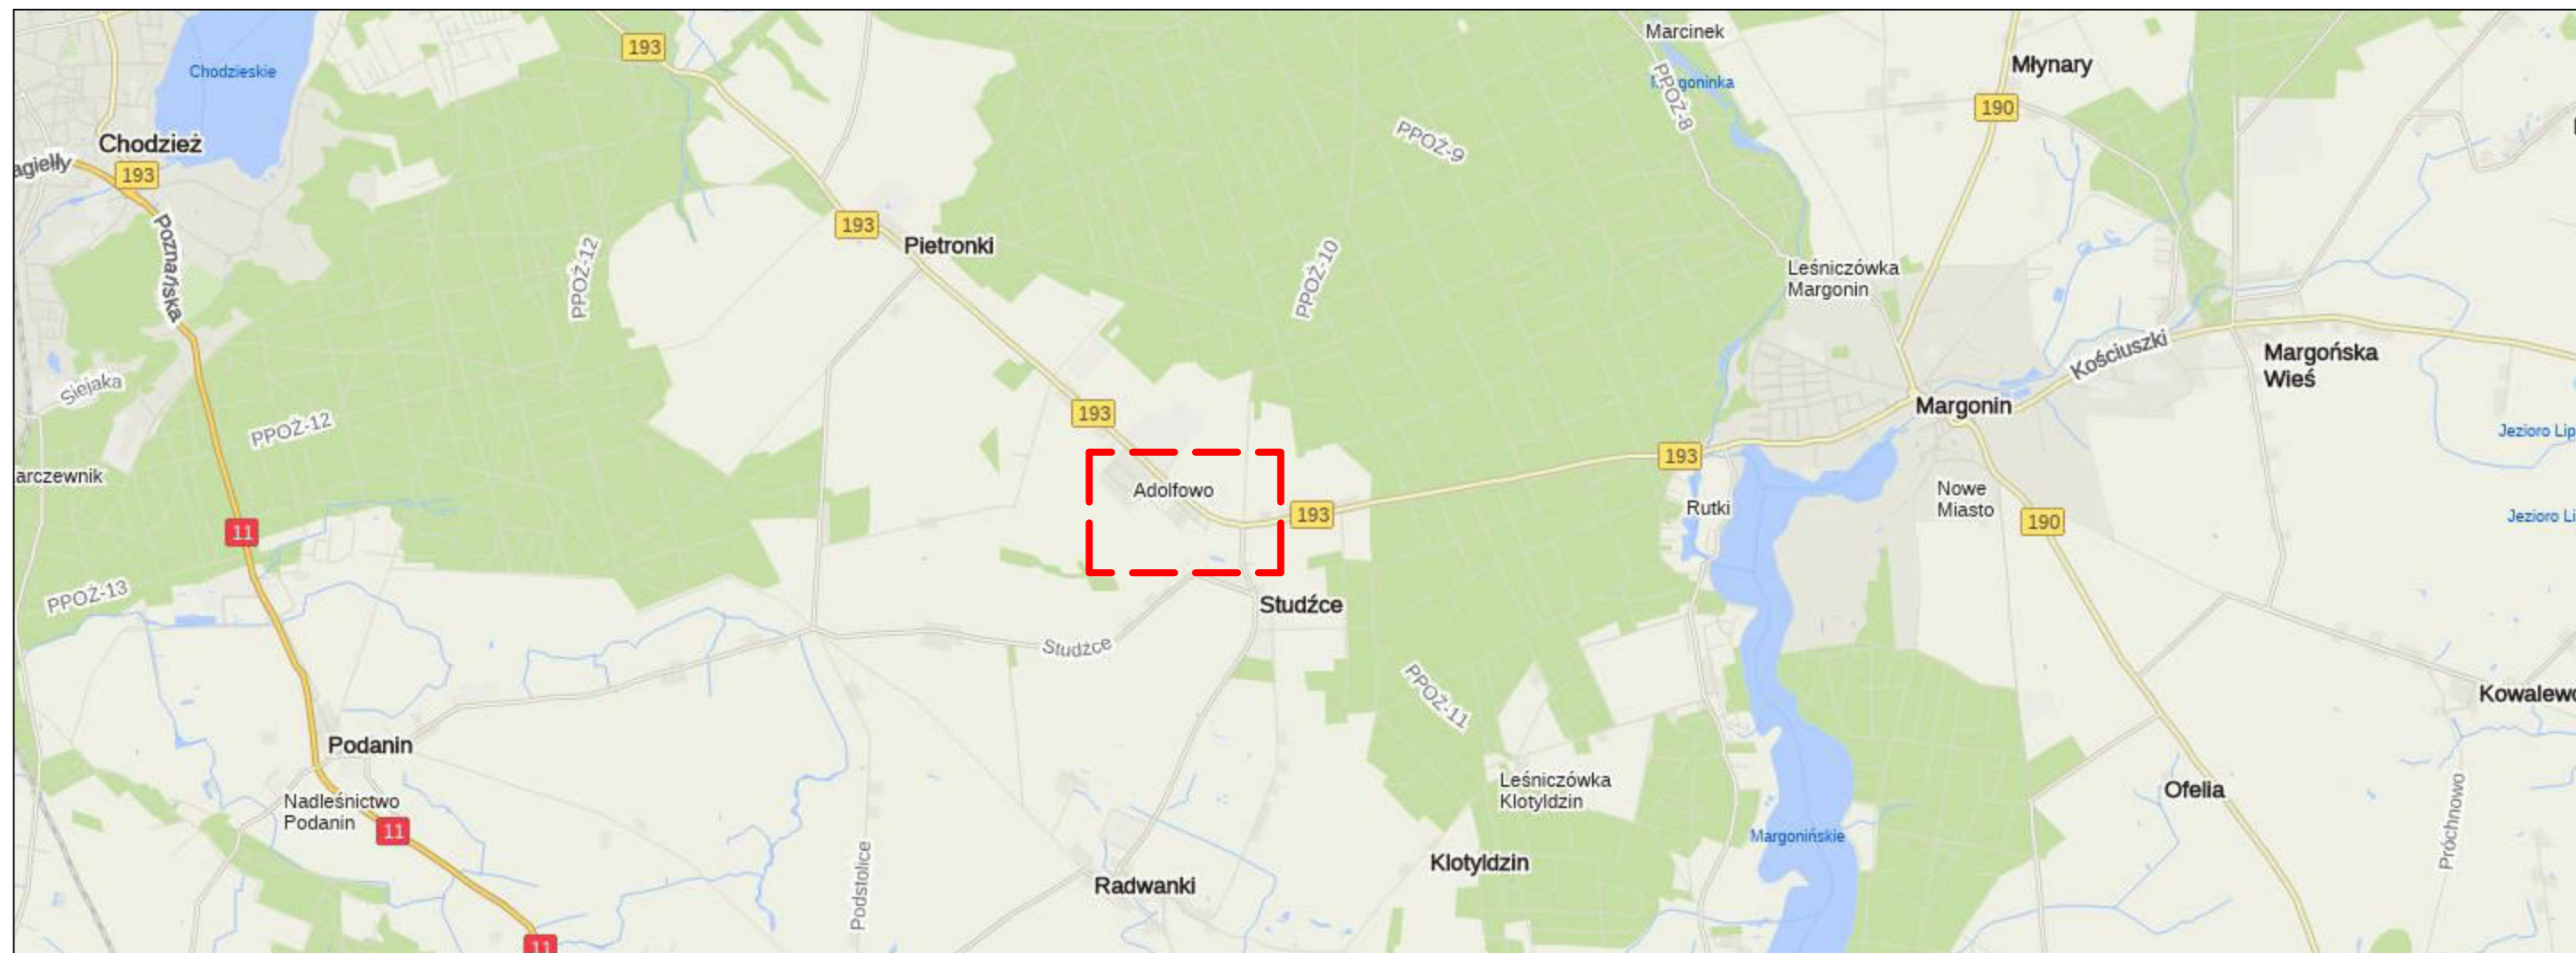 Marcinek
193
Młynary
Chodzieskie
PPOŻ-8
190
PPOŻ-9
Chodzież
agiełły
193
Poznańska
193
Pietronki
PPOŻ-12
PPOŻ-10
Leśniczówka
Margonin
Kościuszki
Margońska
Wieś
Siejaka
PPOŻ-12
193
Margonin
Jezioro Lip
193
arczewnik
Adolfowo
Nowe
Miasto
Rutki
193
190
Jezioro Li
11
PPOŻ-13
Studźce
Studźce
PPOŻ-11
Kowalewo
Podanin
Leśniczówka
Klotyldzin
Ofelia
Nadleśnictwo
Podanin
11
Margonińskie
Próchnowo
Klotyldzin
Podstolice
Radwanki
11